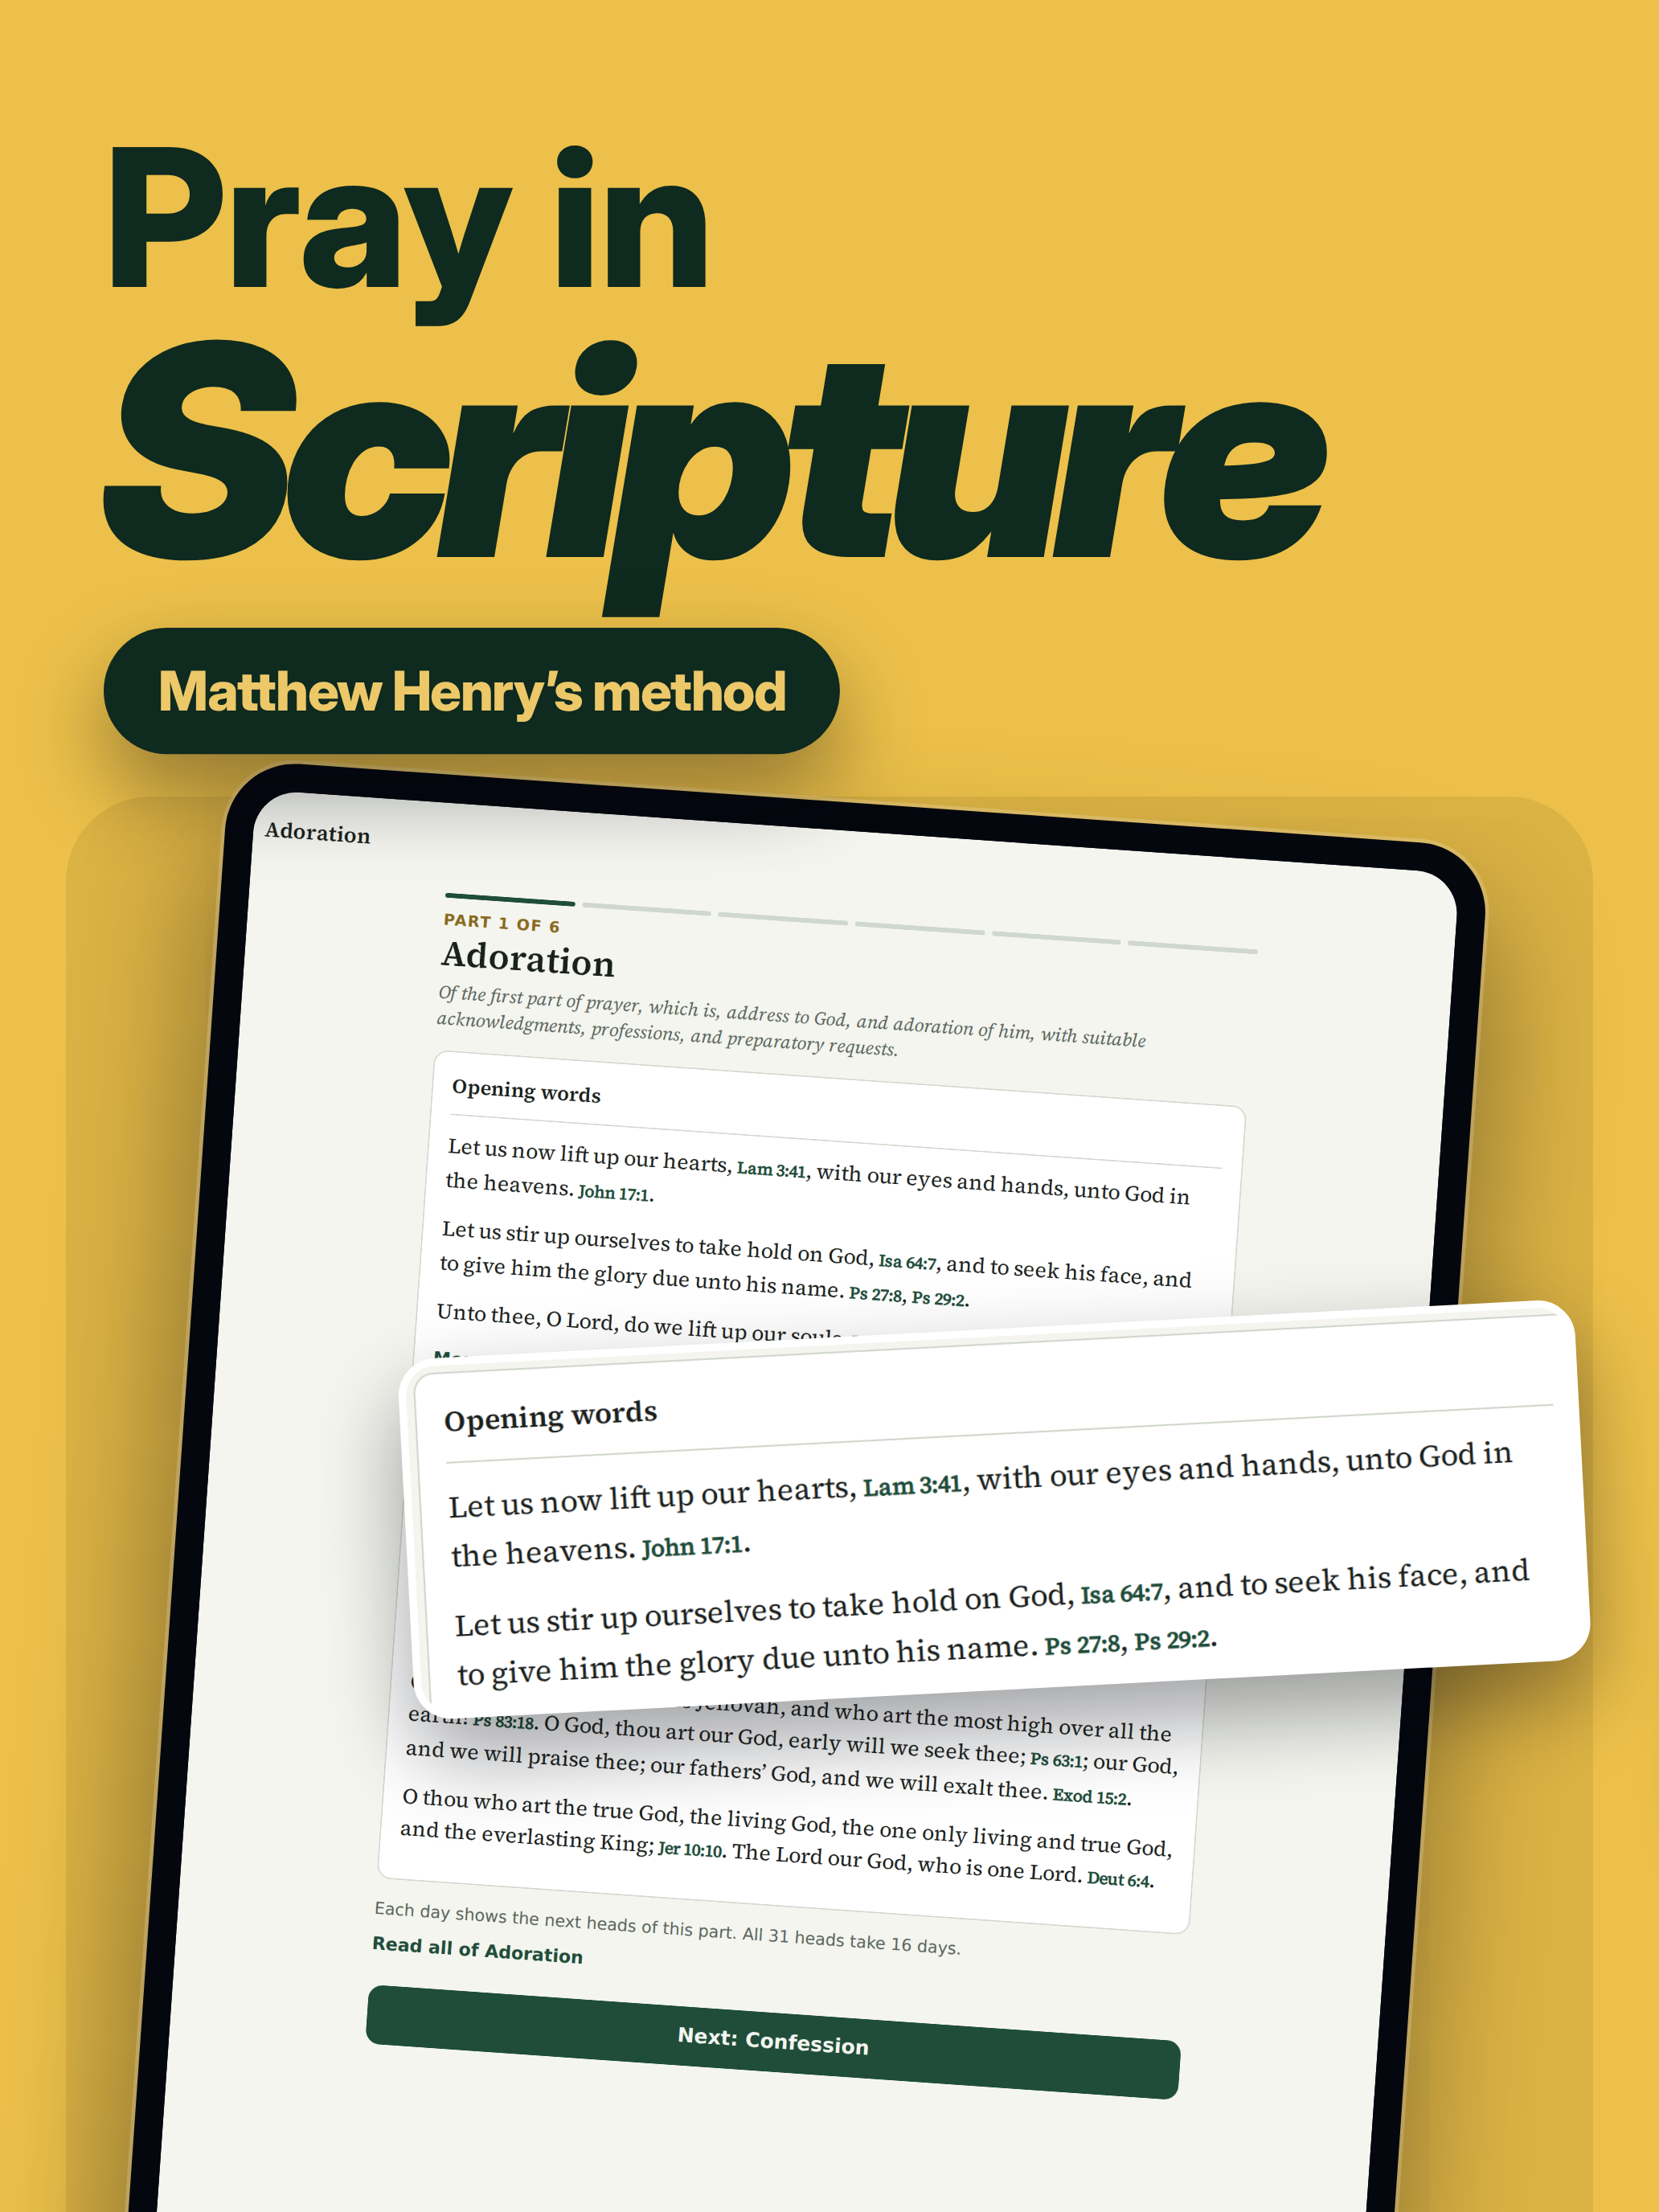 Pray in
Scripture
Matthew Henry’s method
Adoration
PART 1 OF 6
Adoration
Of the first part of prayer, which is, address to God, and adoration of him, with suitable
acknowledgments, professions, and preparatory requests.
Opening words
Let us now lift up our hearts, Lam 3:41, with our eyes and hands, unto God in
the heavens. John 17:1.
Let us stir up ourselves to take hold on God, Isa 64:7, and to seek his face, and
to give him the glory due unto his name. Ps 27:8, Ps 29:2.
Unto thee, O Lord, do we lift up our souls
Opening words
Let us now lift up our hearts, Lam 3:41, with our eyes and hands, unto God in
the heavens. John 17:1.
Let us stir up ourselves to take hold on God, Isa 64:7, and to seek his face, and
to give him the glory due unto his name. Ps 27:8, Ps 29:2.
Jehovah, and who art the most high over all the
earth! Ps 83:18. O God, thou art our God, early will we seek thee; Ps 63:1; our God,
and we will praise thee; our fathers’ God, and we will exalt thee. Exod 15:2.
O thou who art the true God, the living God, the one only living and true God,
and the everlasting King; Jer 10:10. The Lord our God, who is one Lord. Deut 6:4.
Each day shows the next heads of this part. All 31 heads take 16 days.
Read all of Adoration
Next: Confession